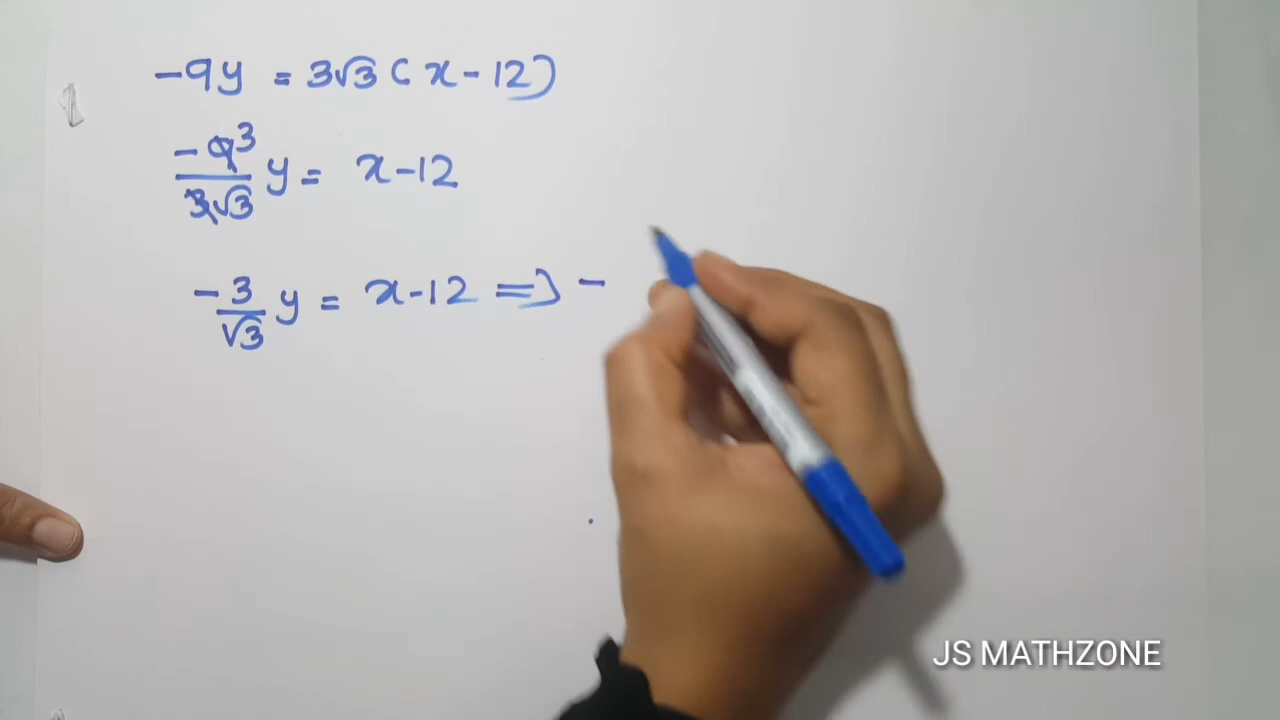 -9y = 3√3 (x-12)
-9³/3√3 y = x-12
-3/√3 y = x-12 => -
JS MATHZONE